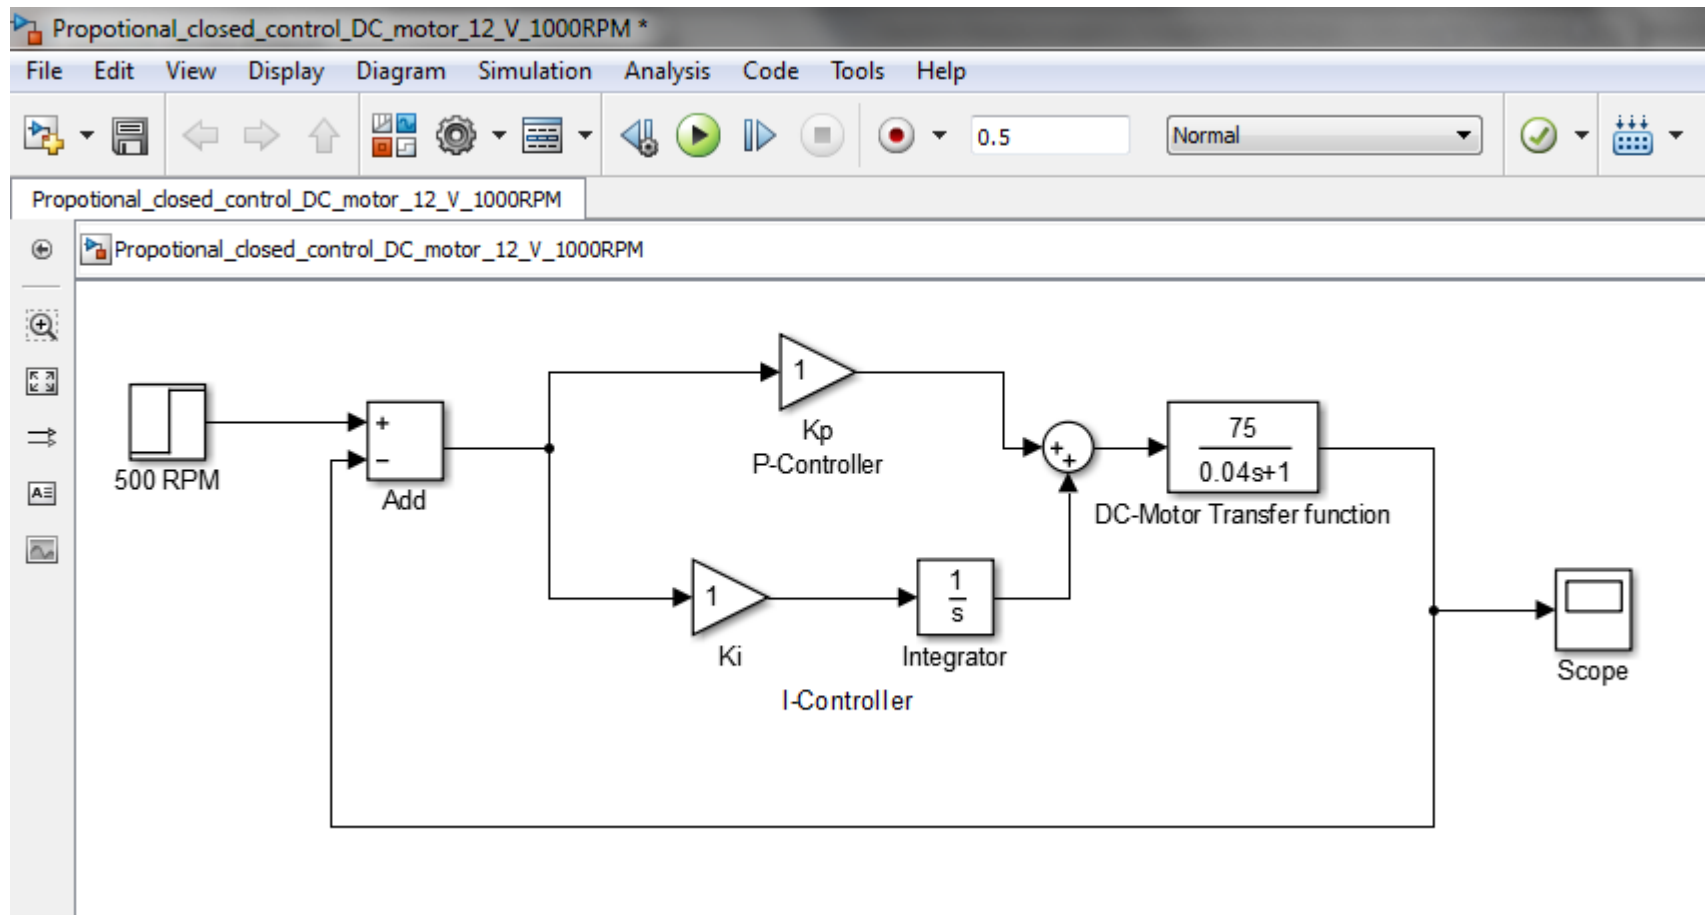 Propotional_closed_control_DC_motor_12_V_1000RPM *
File Edit View Display Diagram Simulation Analysis Code Tools Help
0.5 Normal
Propotional_closed_control_DC_motor_12_V_1000RPM
Propotional_closed_control_DC_motor_12_V_1000RPM
1
Kp
P-Controller
+
−
Add
500 RPM
+
+
75
0.04s+1
DC-Motor Transfer function
1
Ki
1
s
Integrator
I-Controller
Scope